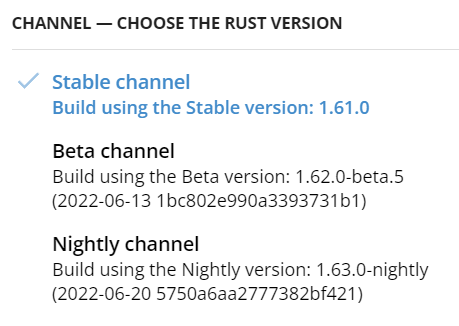 CHANNEL — CHOOSE THE RUST VERSION
Stable channel
Build using the Stable version: 1.61.0
Beta channel
Build using the Beta version: 1.62.0-beta.5
(2022-06-13 1bc802e990a3393731b1)
Nightly channel
Build using the Nightly version: 1.63.0-nightly
(2022-06-20 5750a6aa2777382bf421)